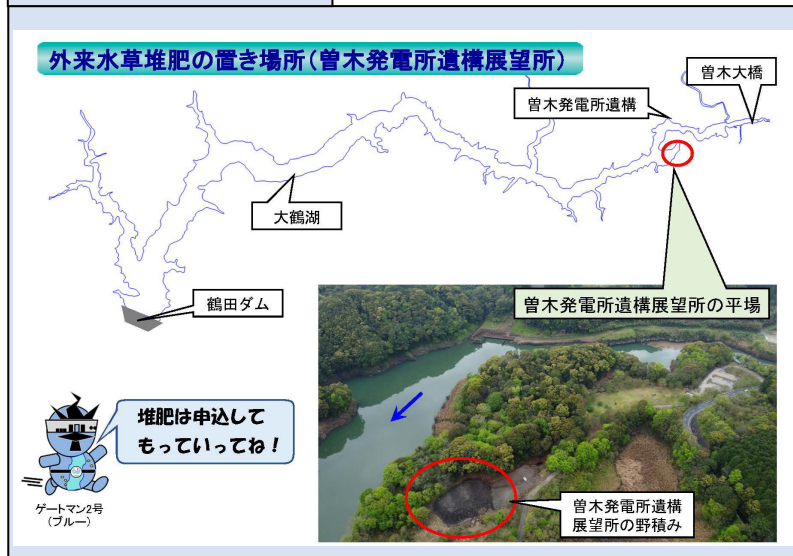 外来水草堆肥の置き場所(曽木発電所遺構展望所)
曽木大橋
曽木発電所遺構
大鶴湖
鶴田ダム
曽木発電所遺構展望所の平場
堆肥は申込して
もっていってね!
ゲートマン2号
(ブルー)
曽木発電所遺構
展望所の野積み